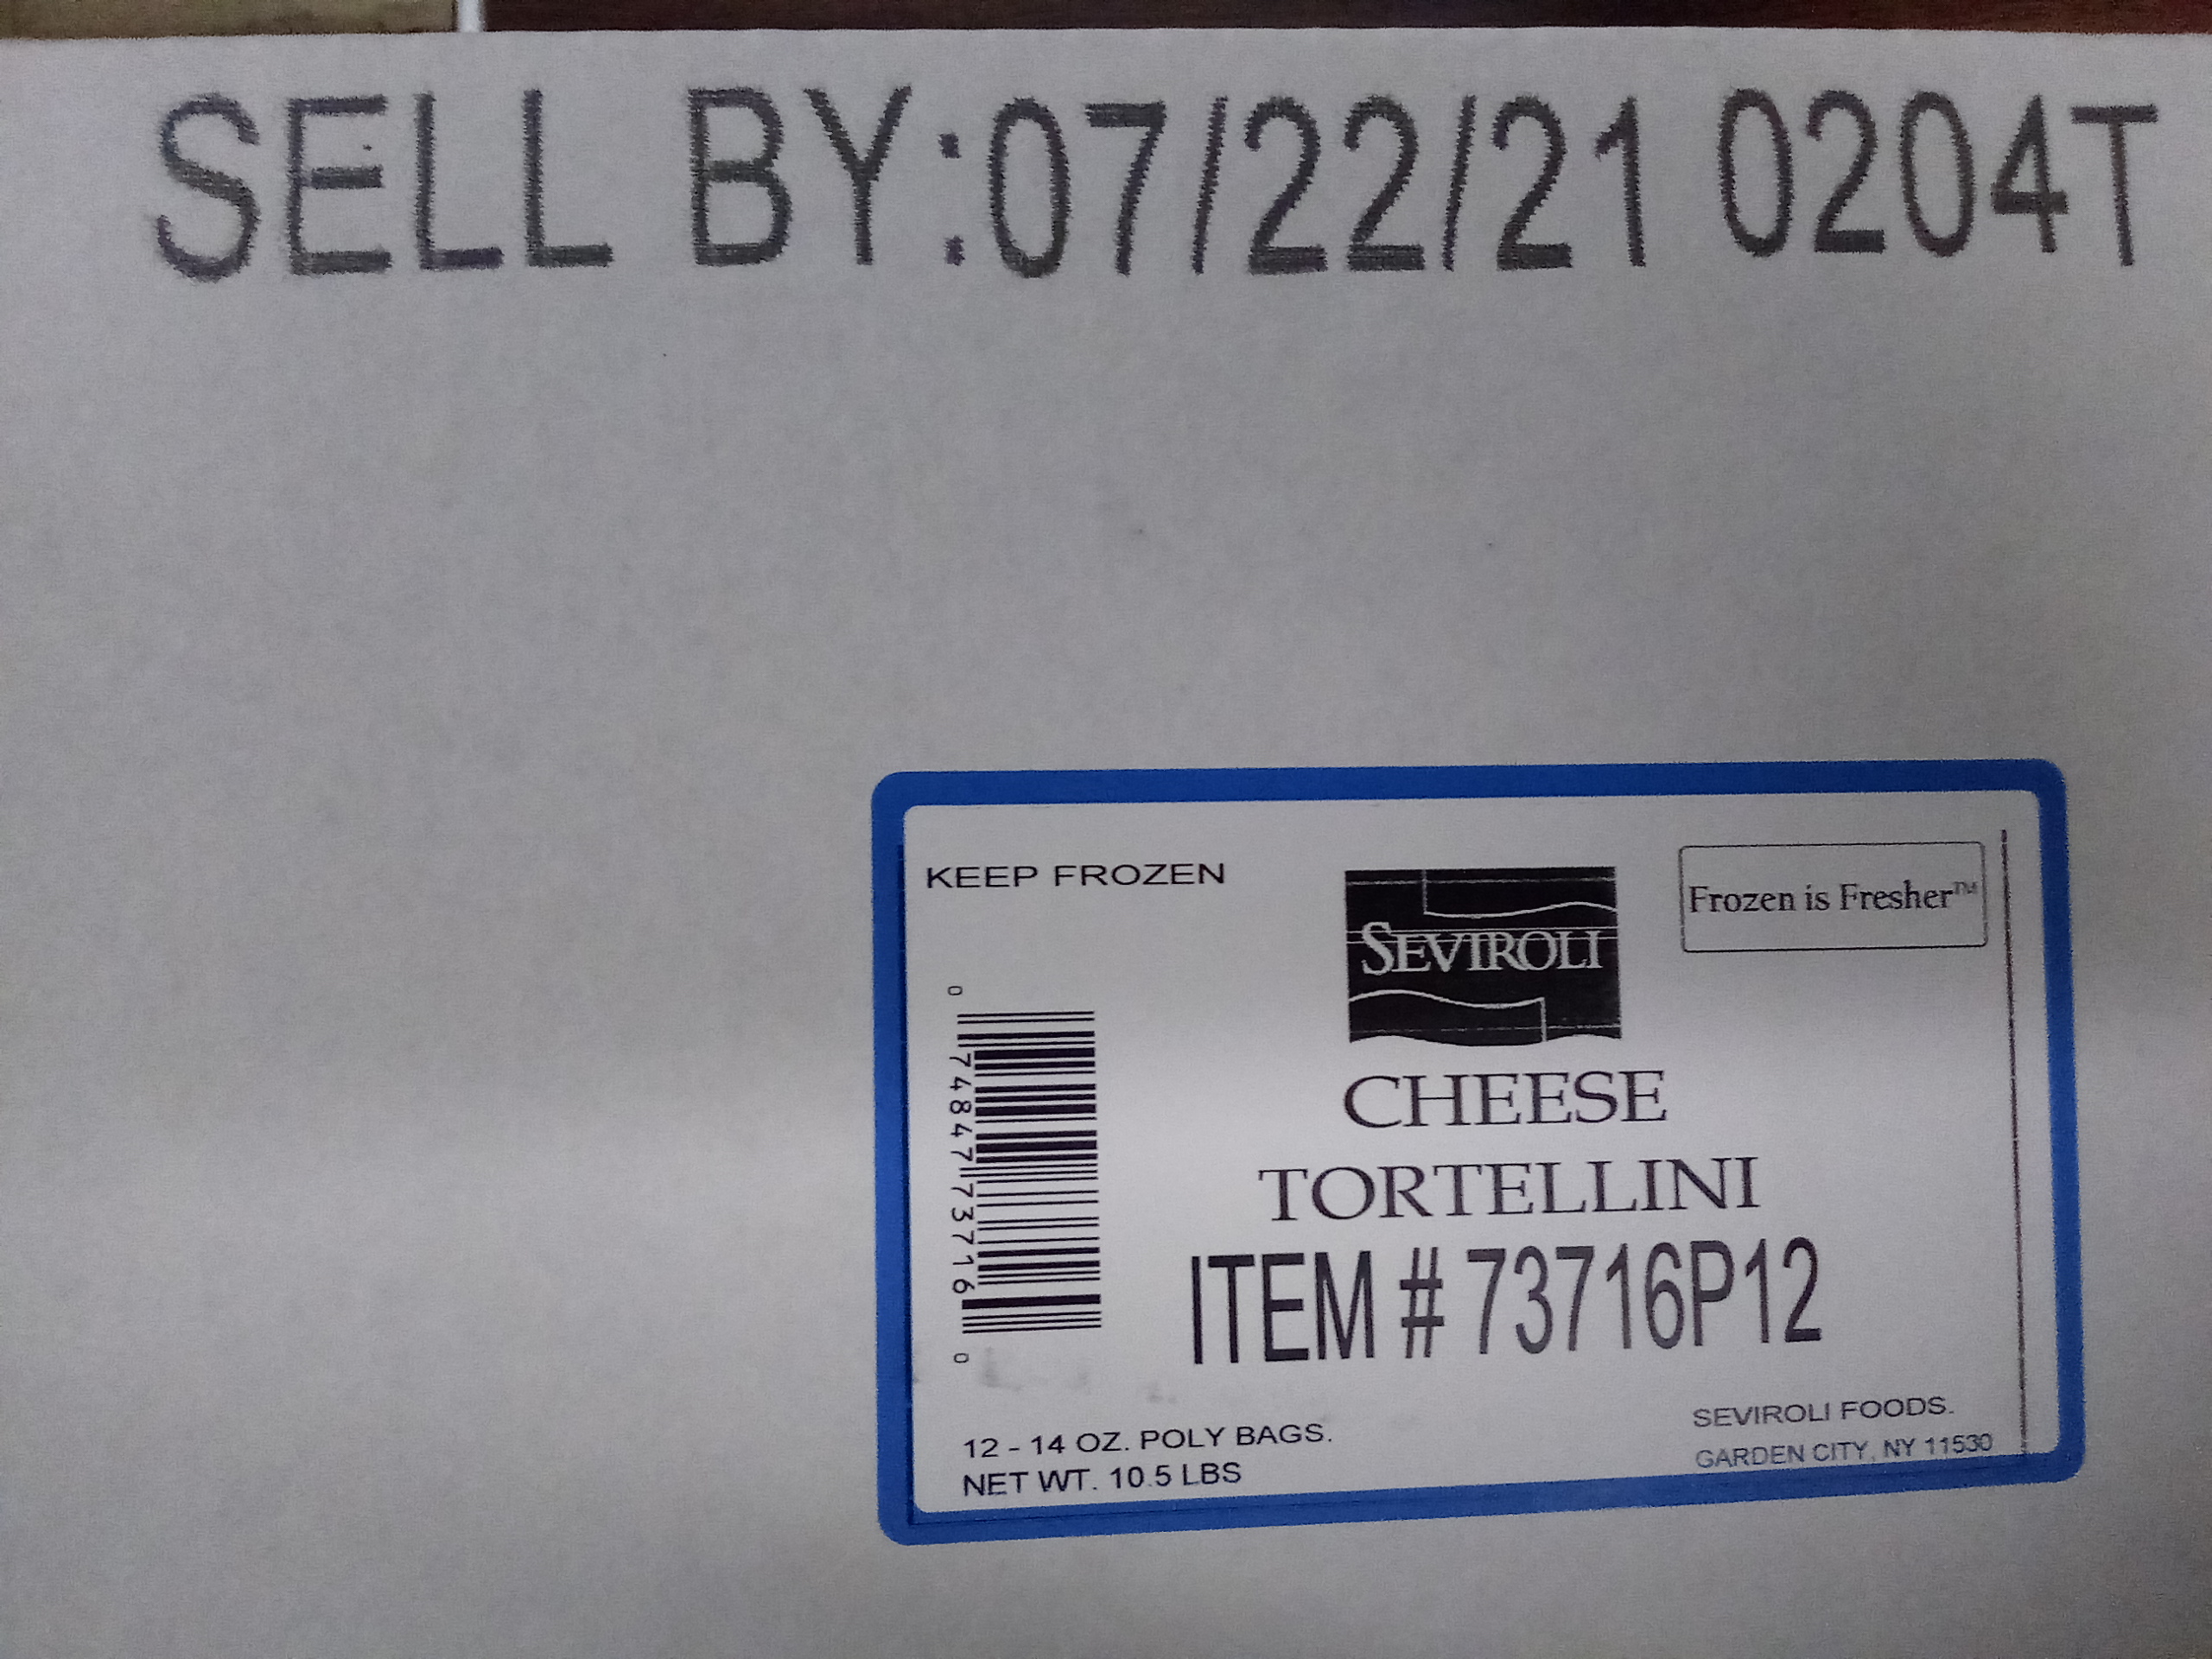 SELL BY:07/22/21 0204T
KEEP FROZEN
SEVIROLI
Frozen is Fresher™
0 74847 73716 0
CHEESE
TORTELLINI
ITEM # 73716P12
12 - 14 OZ. POLY BAGS.
NET WT. 10.5 LBS
SEVIROLI FOODS.
GARDEN CITY, NY 11530